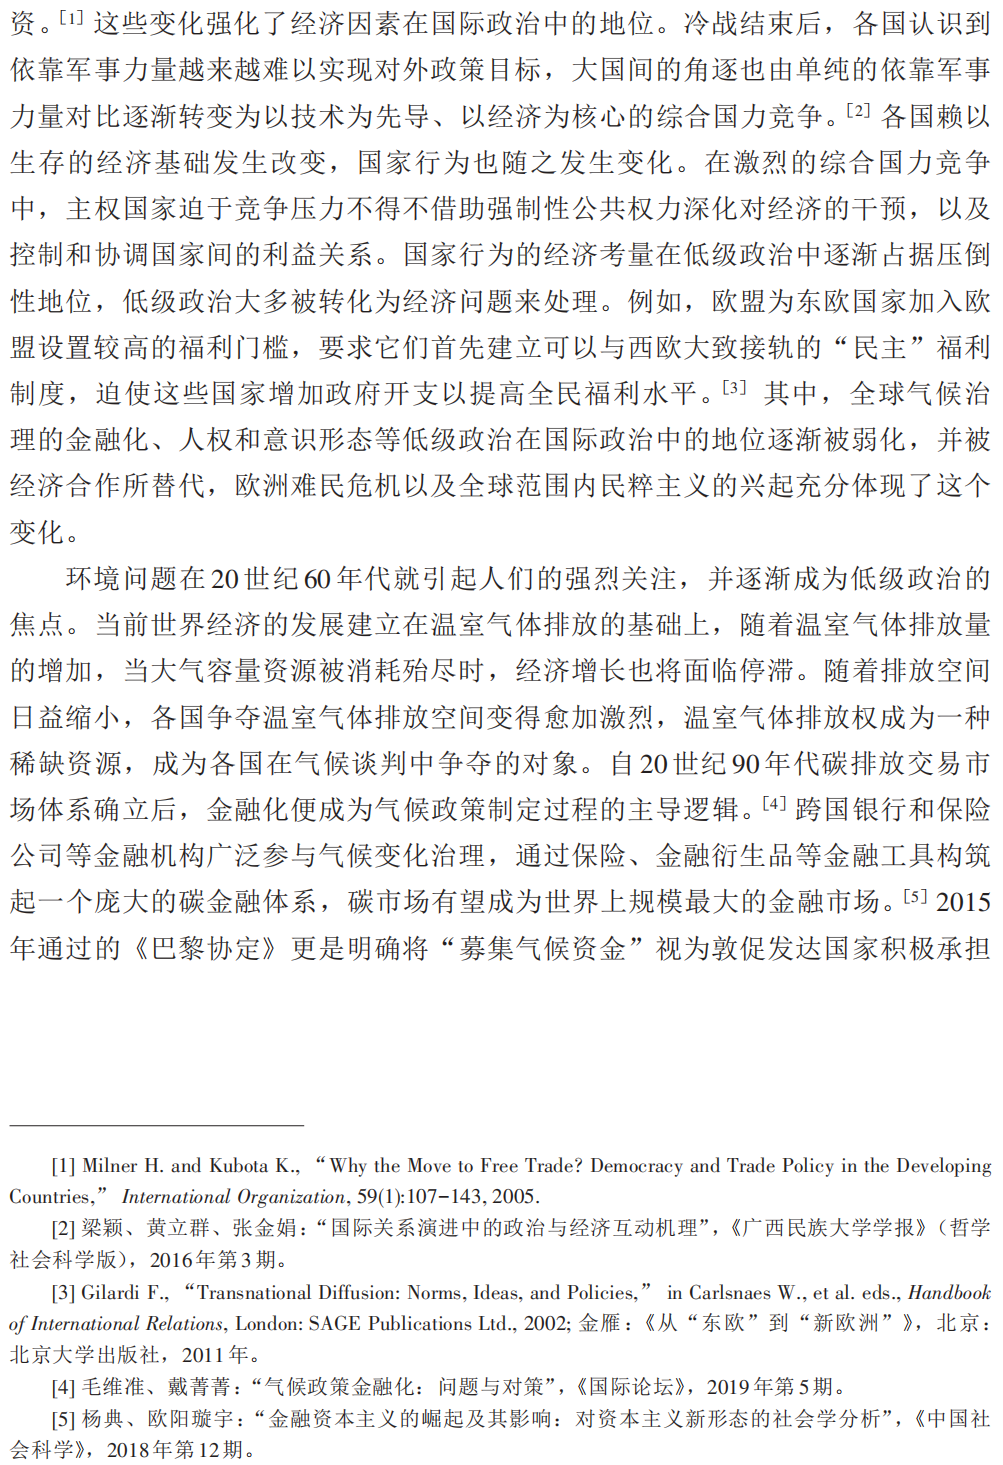 资。[1] 这些变化强化了经济因素在国际政治中的地位。冷战结束后，各国认识到
依靠军事力量越来越难以实现对外政策目标，大国间的角逐也由单纯的依靠军事
力量对比逐渐转变为以技术为先导、以经济为核心的综合国力竞争。[2] 各国赖以
生存的经济基础发生改变，国家行为也随之发生变化。在激烈的综合国力竞争
中，主权国家迫于竞争压力不得不借助强制性公共权力深化对经济的干预，以及
控制和协调国家间的利益关系。国家行为的经济考量在低级政治中逐渐占据压倒
性地位，低级政治大多被转化为经济问题来处理。例如，欧盟为东欧国家加入欧
盟设置较高的福利门槛，要求它们首先建立可以与西欧大致接轨的“民主”福利
制度，迫使这些国家增加政府开支以提高全民福利水平。[3] 其中，全球气候治
理的金融化、人权和意识形态等低级政治在国际政治中的地位逐渐被弱化，并被
经济合作所替代，欧洲难民危机以及全球范围内民粹主义的兴起充分体现了这个
变化。
环境问题在20世纪60年代就引起人们的强烈关注，并逐渐成为低级政治的
焦点。当前世界经济的发展建立在温室气体排放的基础上，随着温室气体排放量
的增加，当大气容量资源被消耗殆尽时，经济增长也将面临停滞。随着排放空间
日益缩小，各国争夺温室气体排放空间变得愈加激烈，温室气体排放权成为一种
稀缺资源，成为各国在气候谈判中争夺的对象。自20世纪90年代碳排放交易市
场体系确立后，金融化便成为气候政策制定过程的主导逻辑。[4] 跨国银行和保险
公司等金融机构广泛参与气候变化治理，通过保险、金融衍生品等金融工具构筑
起一个庞大的碳金融体系，碳市场有望成为世界上规模最大的金融市场。[5] 2015
年通过的《巴黎协定》更是明确将“募集气候资金”视为敦促发达国家积极承担
[1] Milner H. and Kubota K., “Why the Move to Free Trade? Democracy and Trade Policy in the Developing
Countries,” International Organization, 59(1):107-143, 2005.
[2] 梁颖、黄立群、张金娟：“国际关系演进中的政治与经济互动机理”，《广西民族大学学报》（哲学
社会科学版），2016年第3期。
[3] Gilardi F., “Transnational Diffusion: Norms, Ideas, and Policies,” in Carlsnaes W., et al. eds., Handbook
of International Relations, London: SAGE Publications Ltd., 2002; 金雁：《从“东欧”到“新欧洲”》，北京：
北京大学出版社，2011年。
[4] 毛维准、戴菁菁：“气候政策金融化：问题与对策”，《国际论坛》，2019年第5期。
[5] 杨典、欧阳璇宇：“金融资本主义的崛起及其影响：对资本主义新形态的社会学分析”，《中国社
会科学》，2018年第12期。